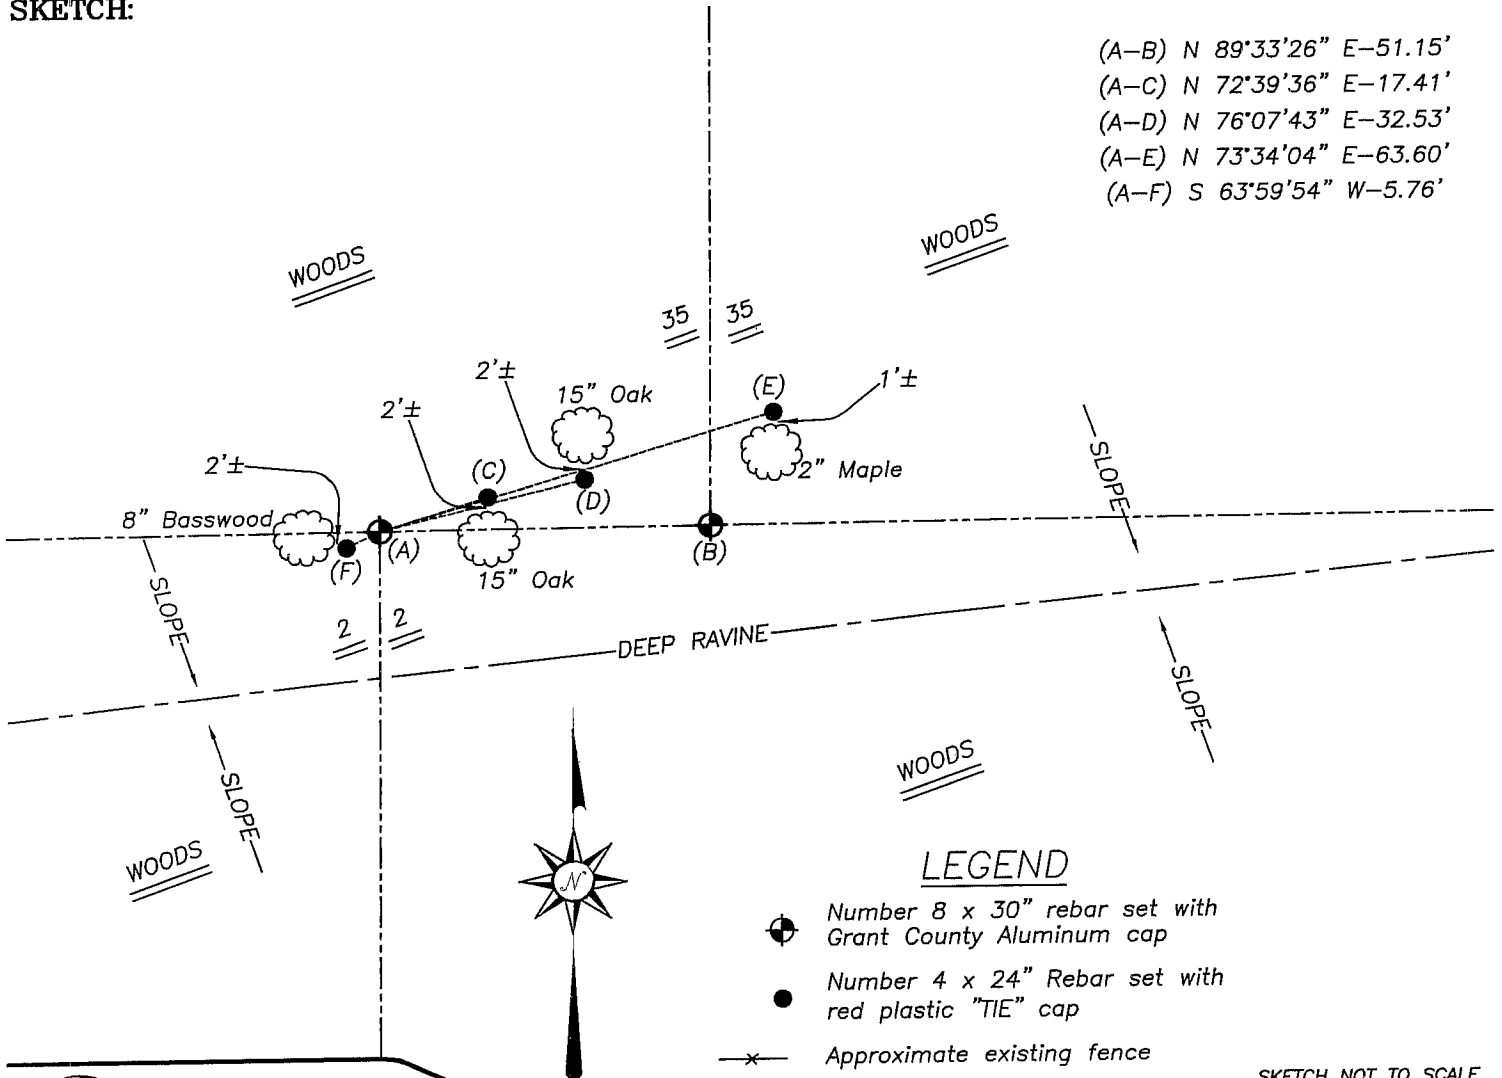 SKETCH:
(A-B) N 89°33'26" E-51.15'
(A-C) N 72°39'36" E-17.41'
(A-D) N 76°07'43" E-32.53'
(A-E) N 73°34'04" E-63.60'
(A-F) S 63°59'54" W-5.76'
WOODS
WOODS
35
35
2'±
15" Oak
(E)
1'±
2'±
2'±
(C)
(D)
2" Maple
SLOPE
8" Basswood
(F)
(A)
15" Oak
(B)
SLOPE
2
2
DEEP RAVINE
SLOPE
SLOPE
WOODS
WOODS
N
LEGEND
Number 8 x 30" rebar set with
Grant County Aluminum cap
Number 4 x 24" Rebar set with
red plastic "TIE" cap
Approximate existing fence
SKETCH NOT TO SCALE